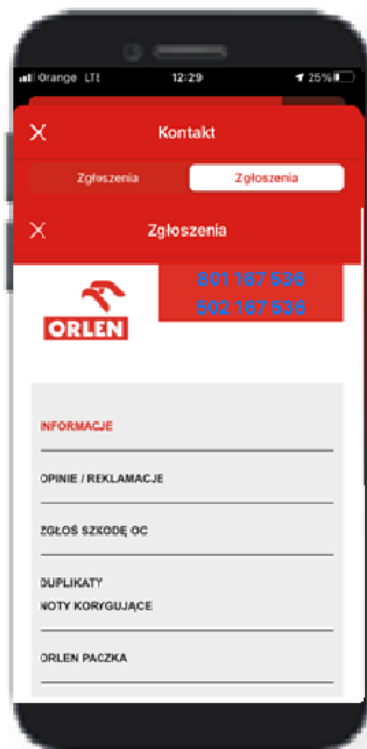 Orange LTE 12:29 25%
Kontakt
Zgłoszenia Zgłoszenia
Zgłoszenia
801 167 536
502 167 536
ORLEN
INFORMACJE
OPINIE / REKLAMACJE
ZGŁOŚ SZKODĘ OC
DUPLIKATY
NOTY KORYGUJĄCE
ORLEN PACZKA